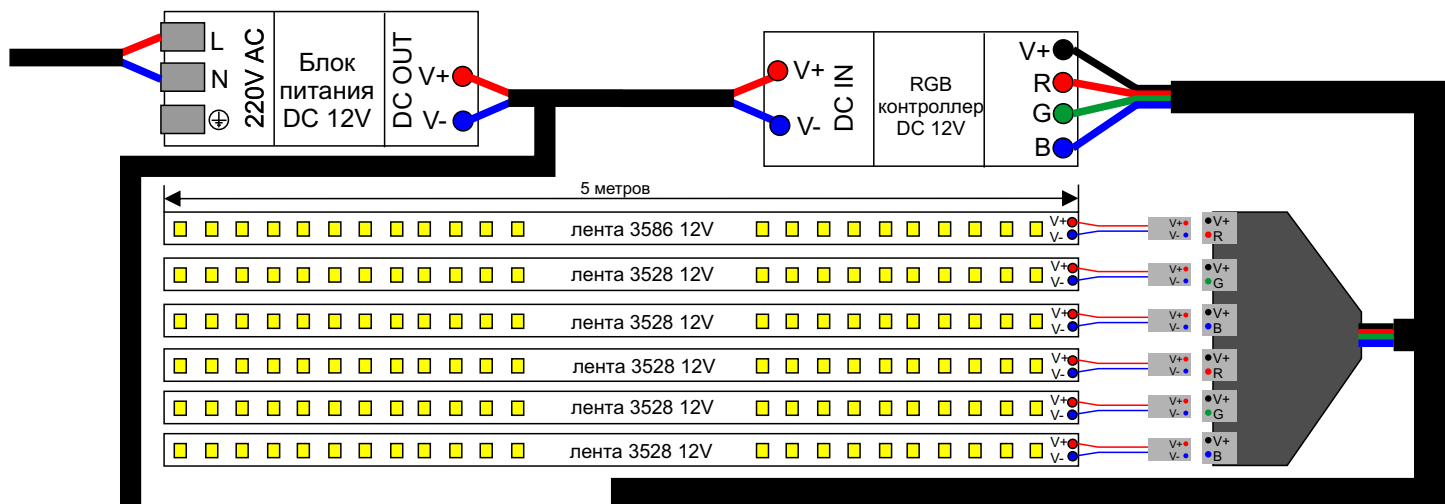 L
N
220V AC
Блок
питания
DC 12V
DC OUT
V+
V-
V+
V-
DC IN
RGB
контроллер
DC 12V
V+
R
G
B
5 метров
лента 3586 12V
V+
V-
V+
V-
V+
R
лента 3528 12V
V+
V-
V+
V-
V+
G
лента 3528 12V
V+
V-
V+
V-
V+
B
лента 3528 12V
V+
V-
V+
V-
V+
R
лента 3528 12V
V+
V-
V+
V-
V+
G
лента 3528 12V
V+
V-
V+
V-
V+
B